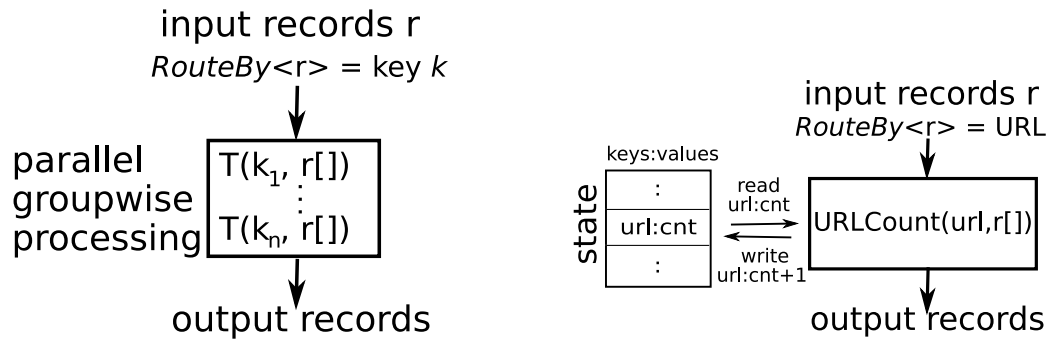 input records r
RouteBy<r> = key k
parallel
groupwise
processing
T(k1, r[])
:
T(kn, r[])
output records
input records r
RouteBy<r> = URL
keys:values
state
:
url:cnt
:
read
url:cnt
write
url:cnt+1
URLCount(url,r[])
output records